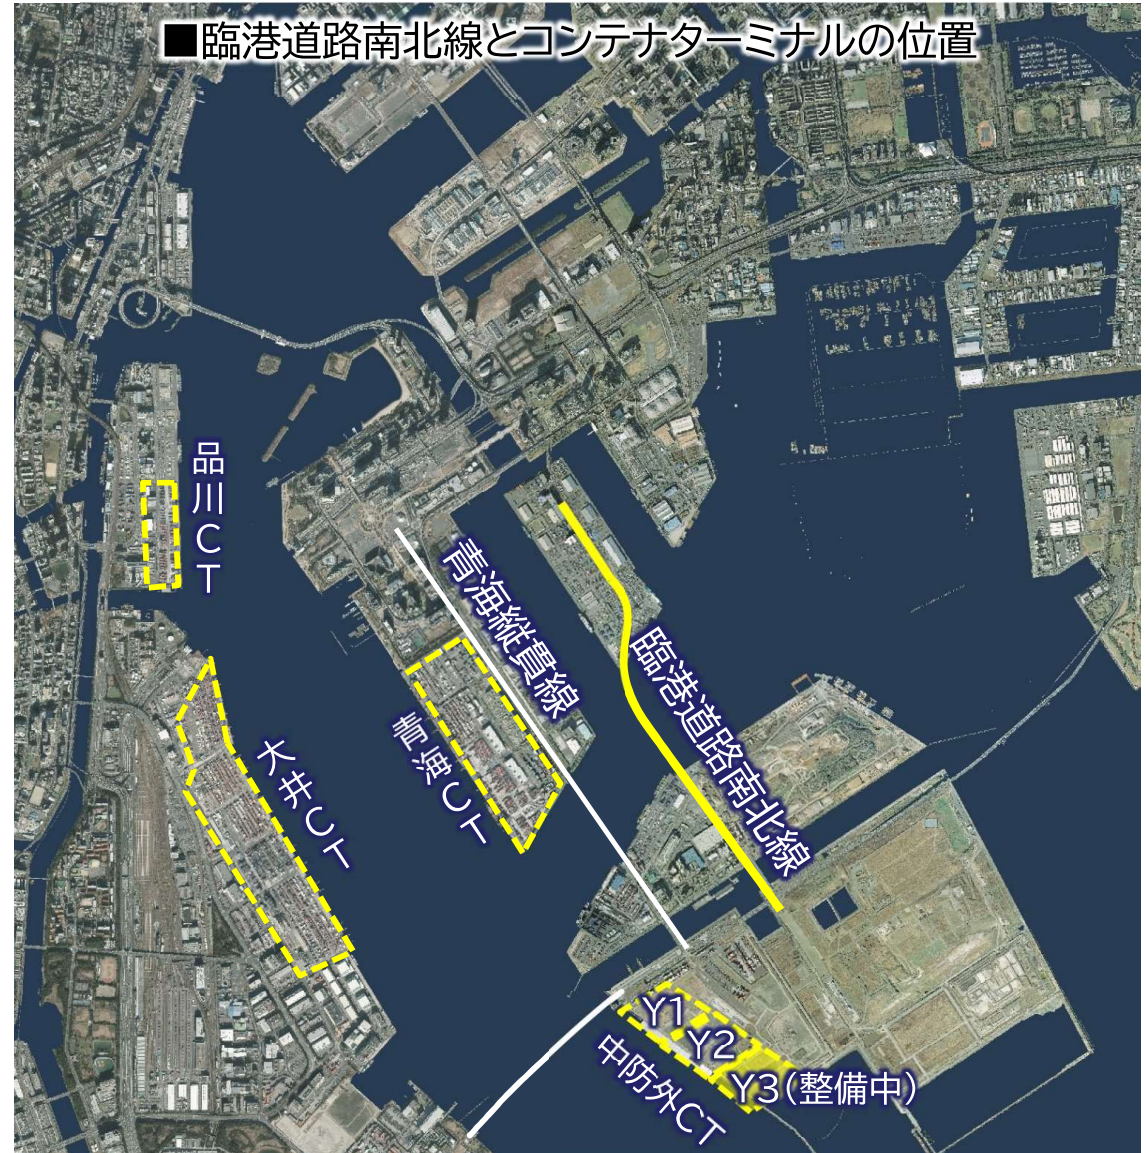 ■臨港道路南北線とコンテナターミナルの位置
品川CT
青海縦貫線
臨港道路南北線
大井CT
青海CT
Y1
Y2
Y3(整備中)
中防外CT